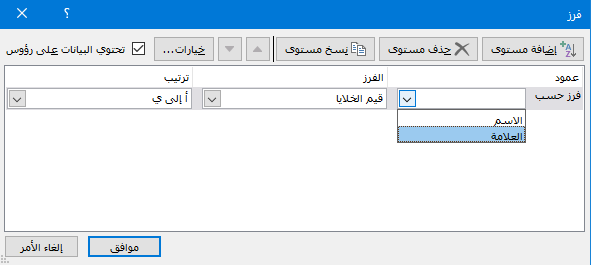 فرز
؟
إضافة مستوى حذف مستوى نسخ مستوى خيارات... تحتوي البيانات على رؤوس
عمود الفرز ترتيب
فرز حسب قيم الخلايا أ إلى ي
الاسم
العلامة
موافق إلغاء الأمر